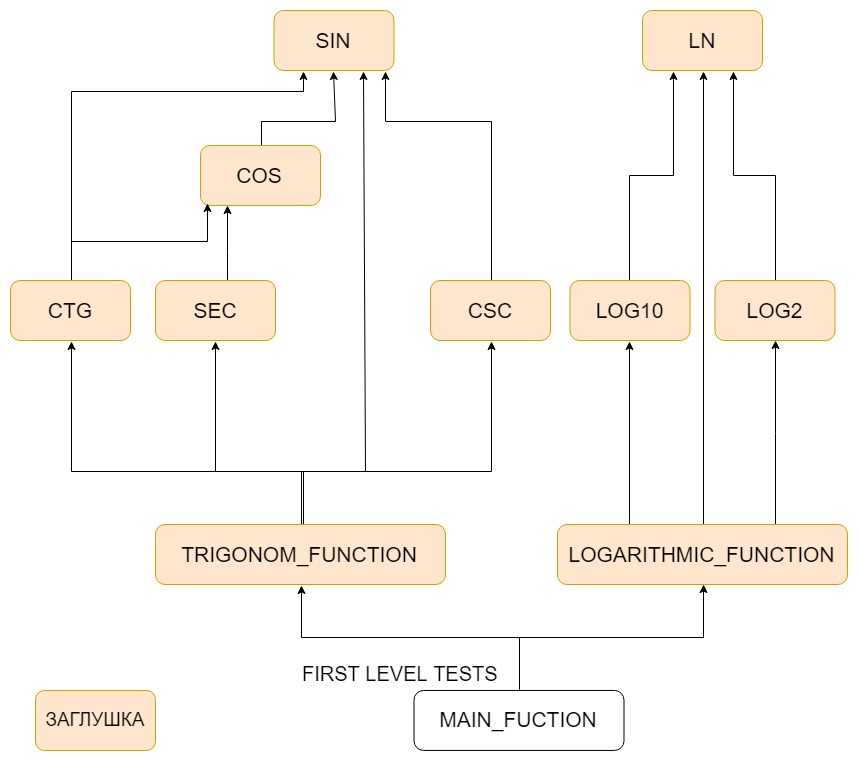 SIN
LN
COS
CTG
SEC
CSC
LOG10
LOG2
TRIGONOM_FUNCTION
LOGARITHMIC_FUNCTION
FIRST LEVEL TESTS
ЗАГЛУШКА
MAIN_FUCTION